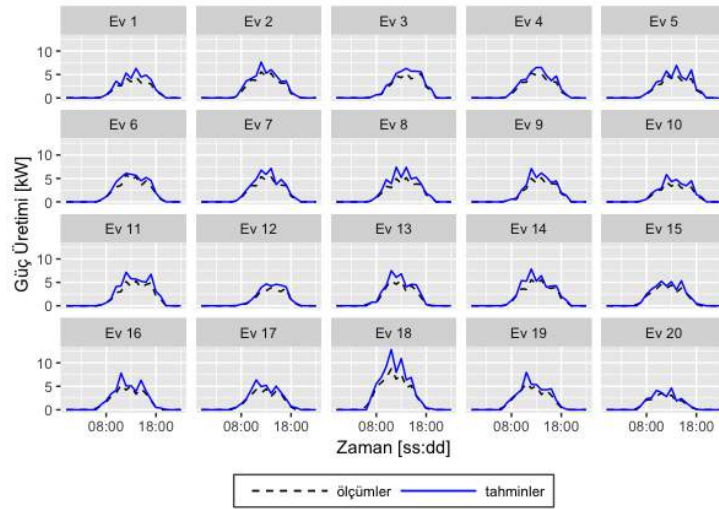 Ev 1 Ev 2 Ev 3 Ev 4 Ev 5
10
5
0
Ev 6 Ev 7 Ev 8 Ev 9 Ev 10
10
5
0
Güç Üretimi [kW]
Ev 11 Ev 12 Ev 13 Ev 14 Ev 15
10
5
0
Ev 16 Ev 17 Ev 18 Ev 19 Ev 20
10
5
0
08:00 18:00 08:00 18:00 08:00 18:00 08:00 18:00 08:00 18:00
Zaman [ss:dd]
ölçümler tahminler